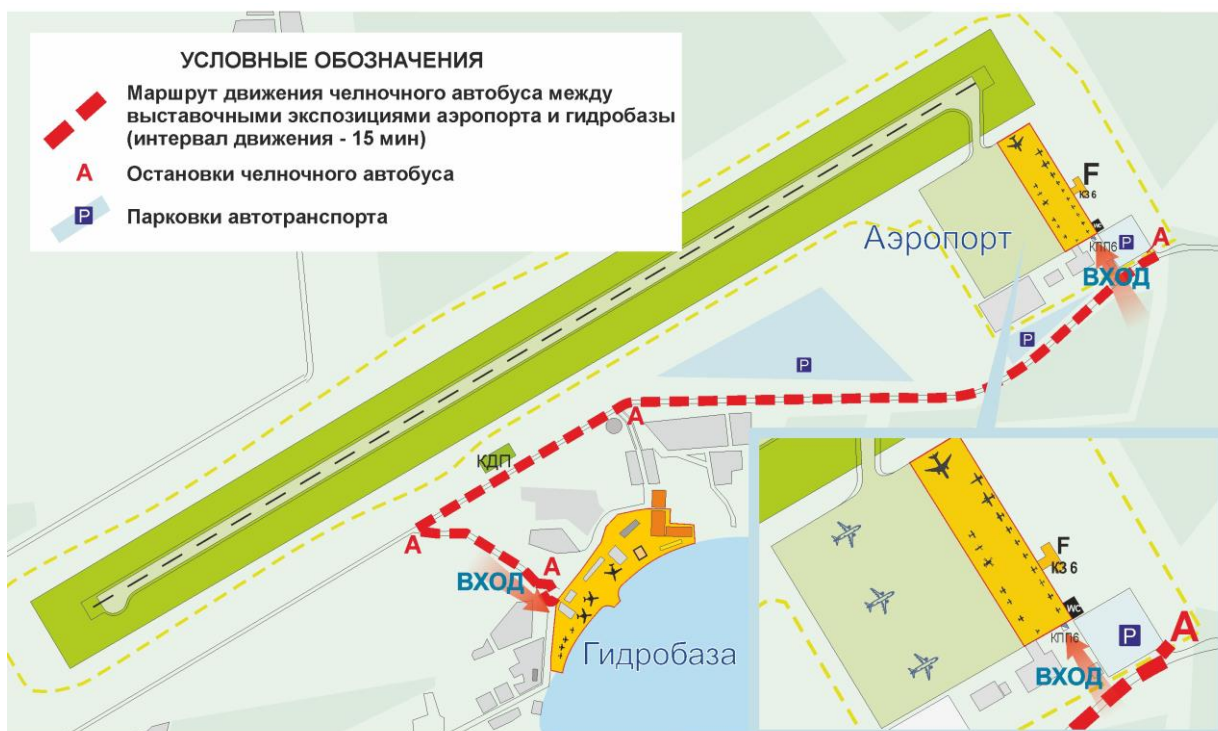 УСЛОВНЫЕ ОБОЗНАЧЕНИЯ
Маршрут движения челночного автобуса между
выставочными экспозициями аэропорта и гидробазы
(интервал движения - 15 мин)
А
Остановки челночного автобуса
P
Парковки автотранспорта
F
КЗ 6
Аэропорт
КПП6
P
А
ВХОД
P
P
А
КДП
А
А
ВХОД
Гидробаза
F
КЗ 6
WC
КПП6
P
А
ВХОД